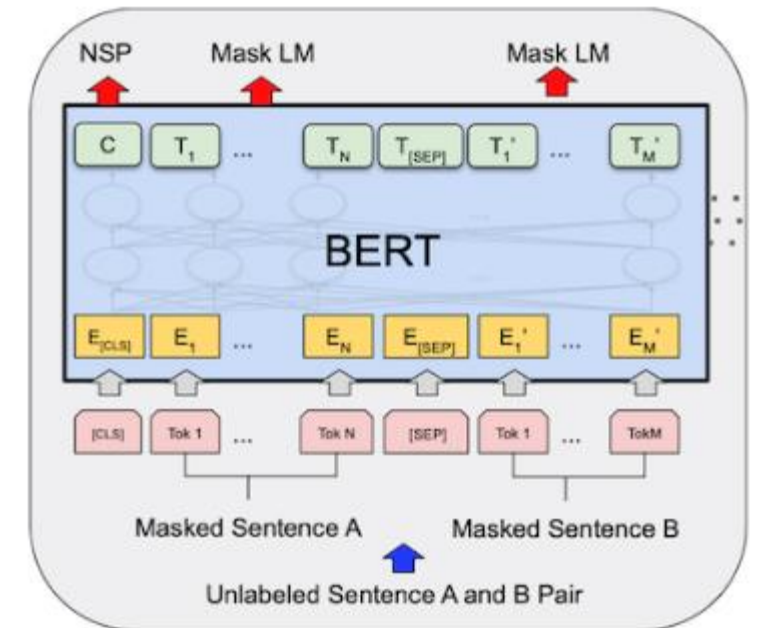 NSP Mask LM Mask LM
C T1 ... TN T[SEP] T1' ... TM'
BERT
E[CLS] E1 ... EN E[SEP] E1' ... EM'
[CLS] Tok 1 ... Tok N [SEP] Tok 1 ... TokM
Masked Sentence A Masked Sentence B
Unlabeled Sentence A and B Pair